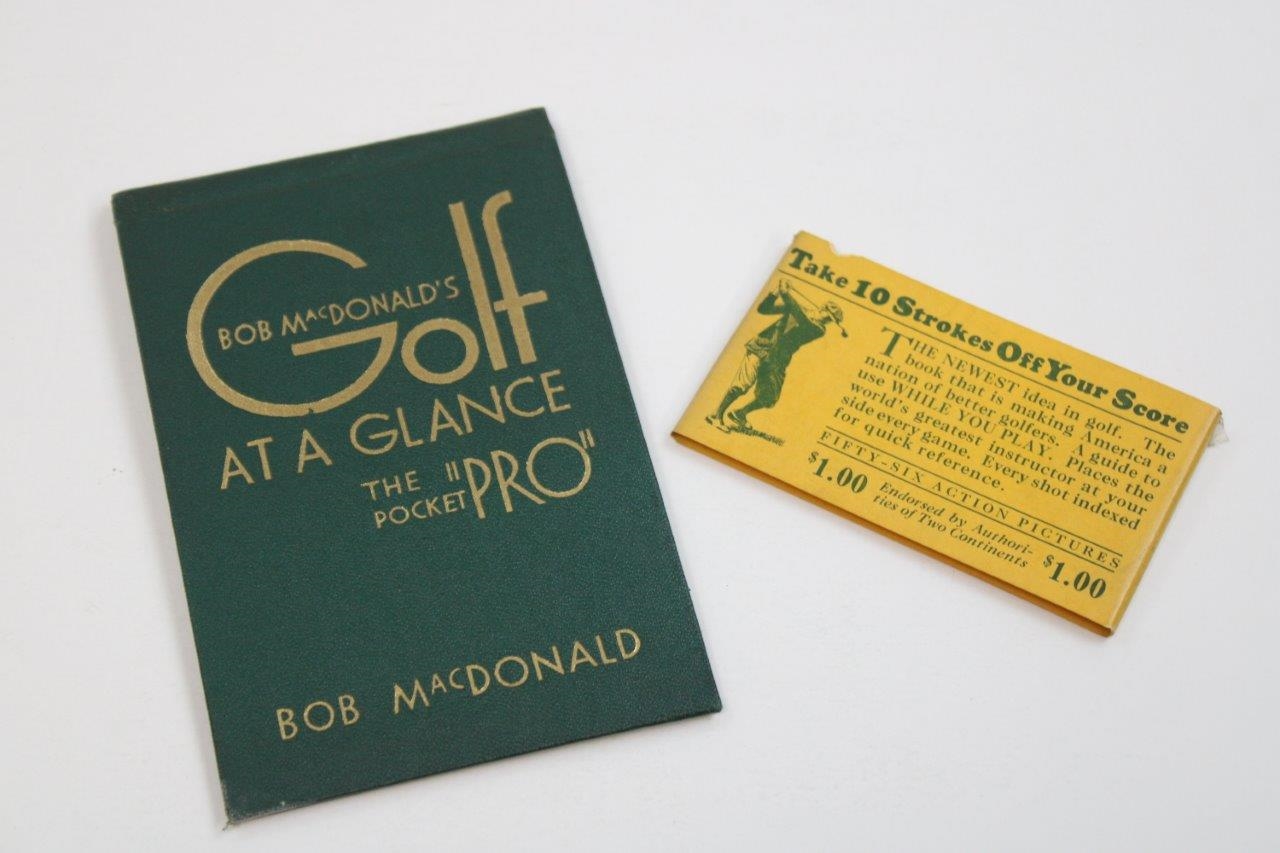 BOB MacDONALD'S
Golf
AT A GLANCE
THE "PRO"
POCKET
BOB MacDONALD
Take 10 Strokes Off Your Score
THE NEWEST idea in golf. The
book that is making America a
nation of better golfers. A guide to
use WHILE YOU PLAY. Places the
world's greatest instructor at your
side every game. Every shot indexed
for quick reference.
FIFTY-SIX ACTION PICTURES
$1.00 Endorsed by Authori- $1.00
ties of Two Continents